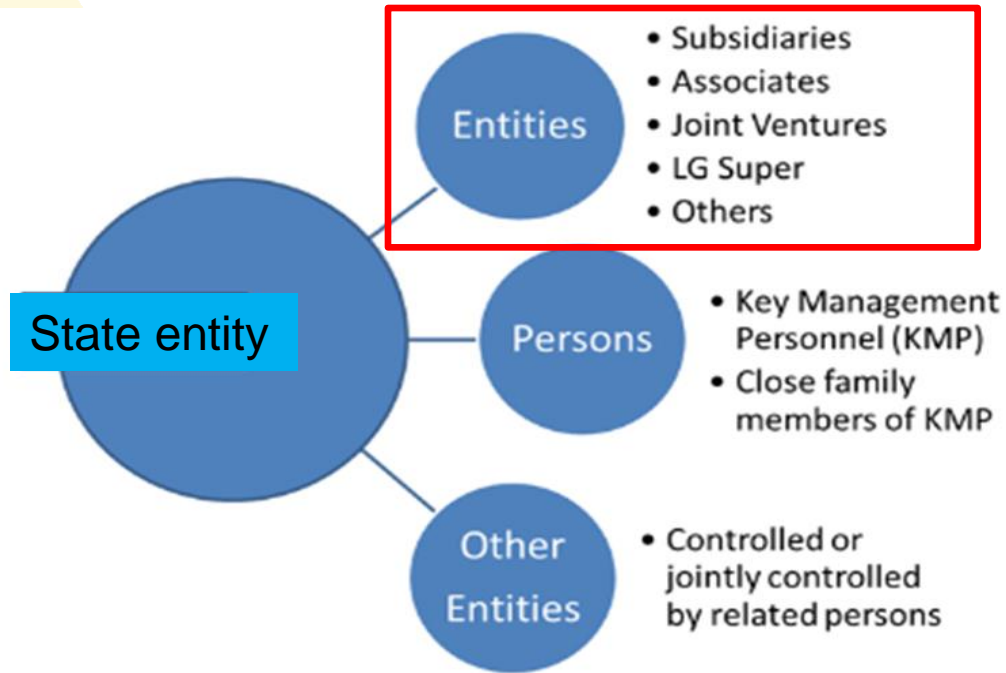 State entity
Entities
• Subsidiaries
• Associates
• Joint Ventures
• LG Super
• Others
Persons
• Key Management
Personnel (KMP)
• Close family
members of KMP
Other
Entities
• Controlled or
jointly controlled
by related persons